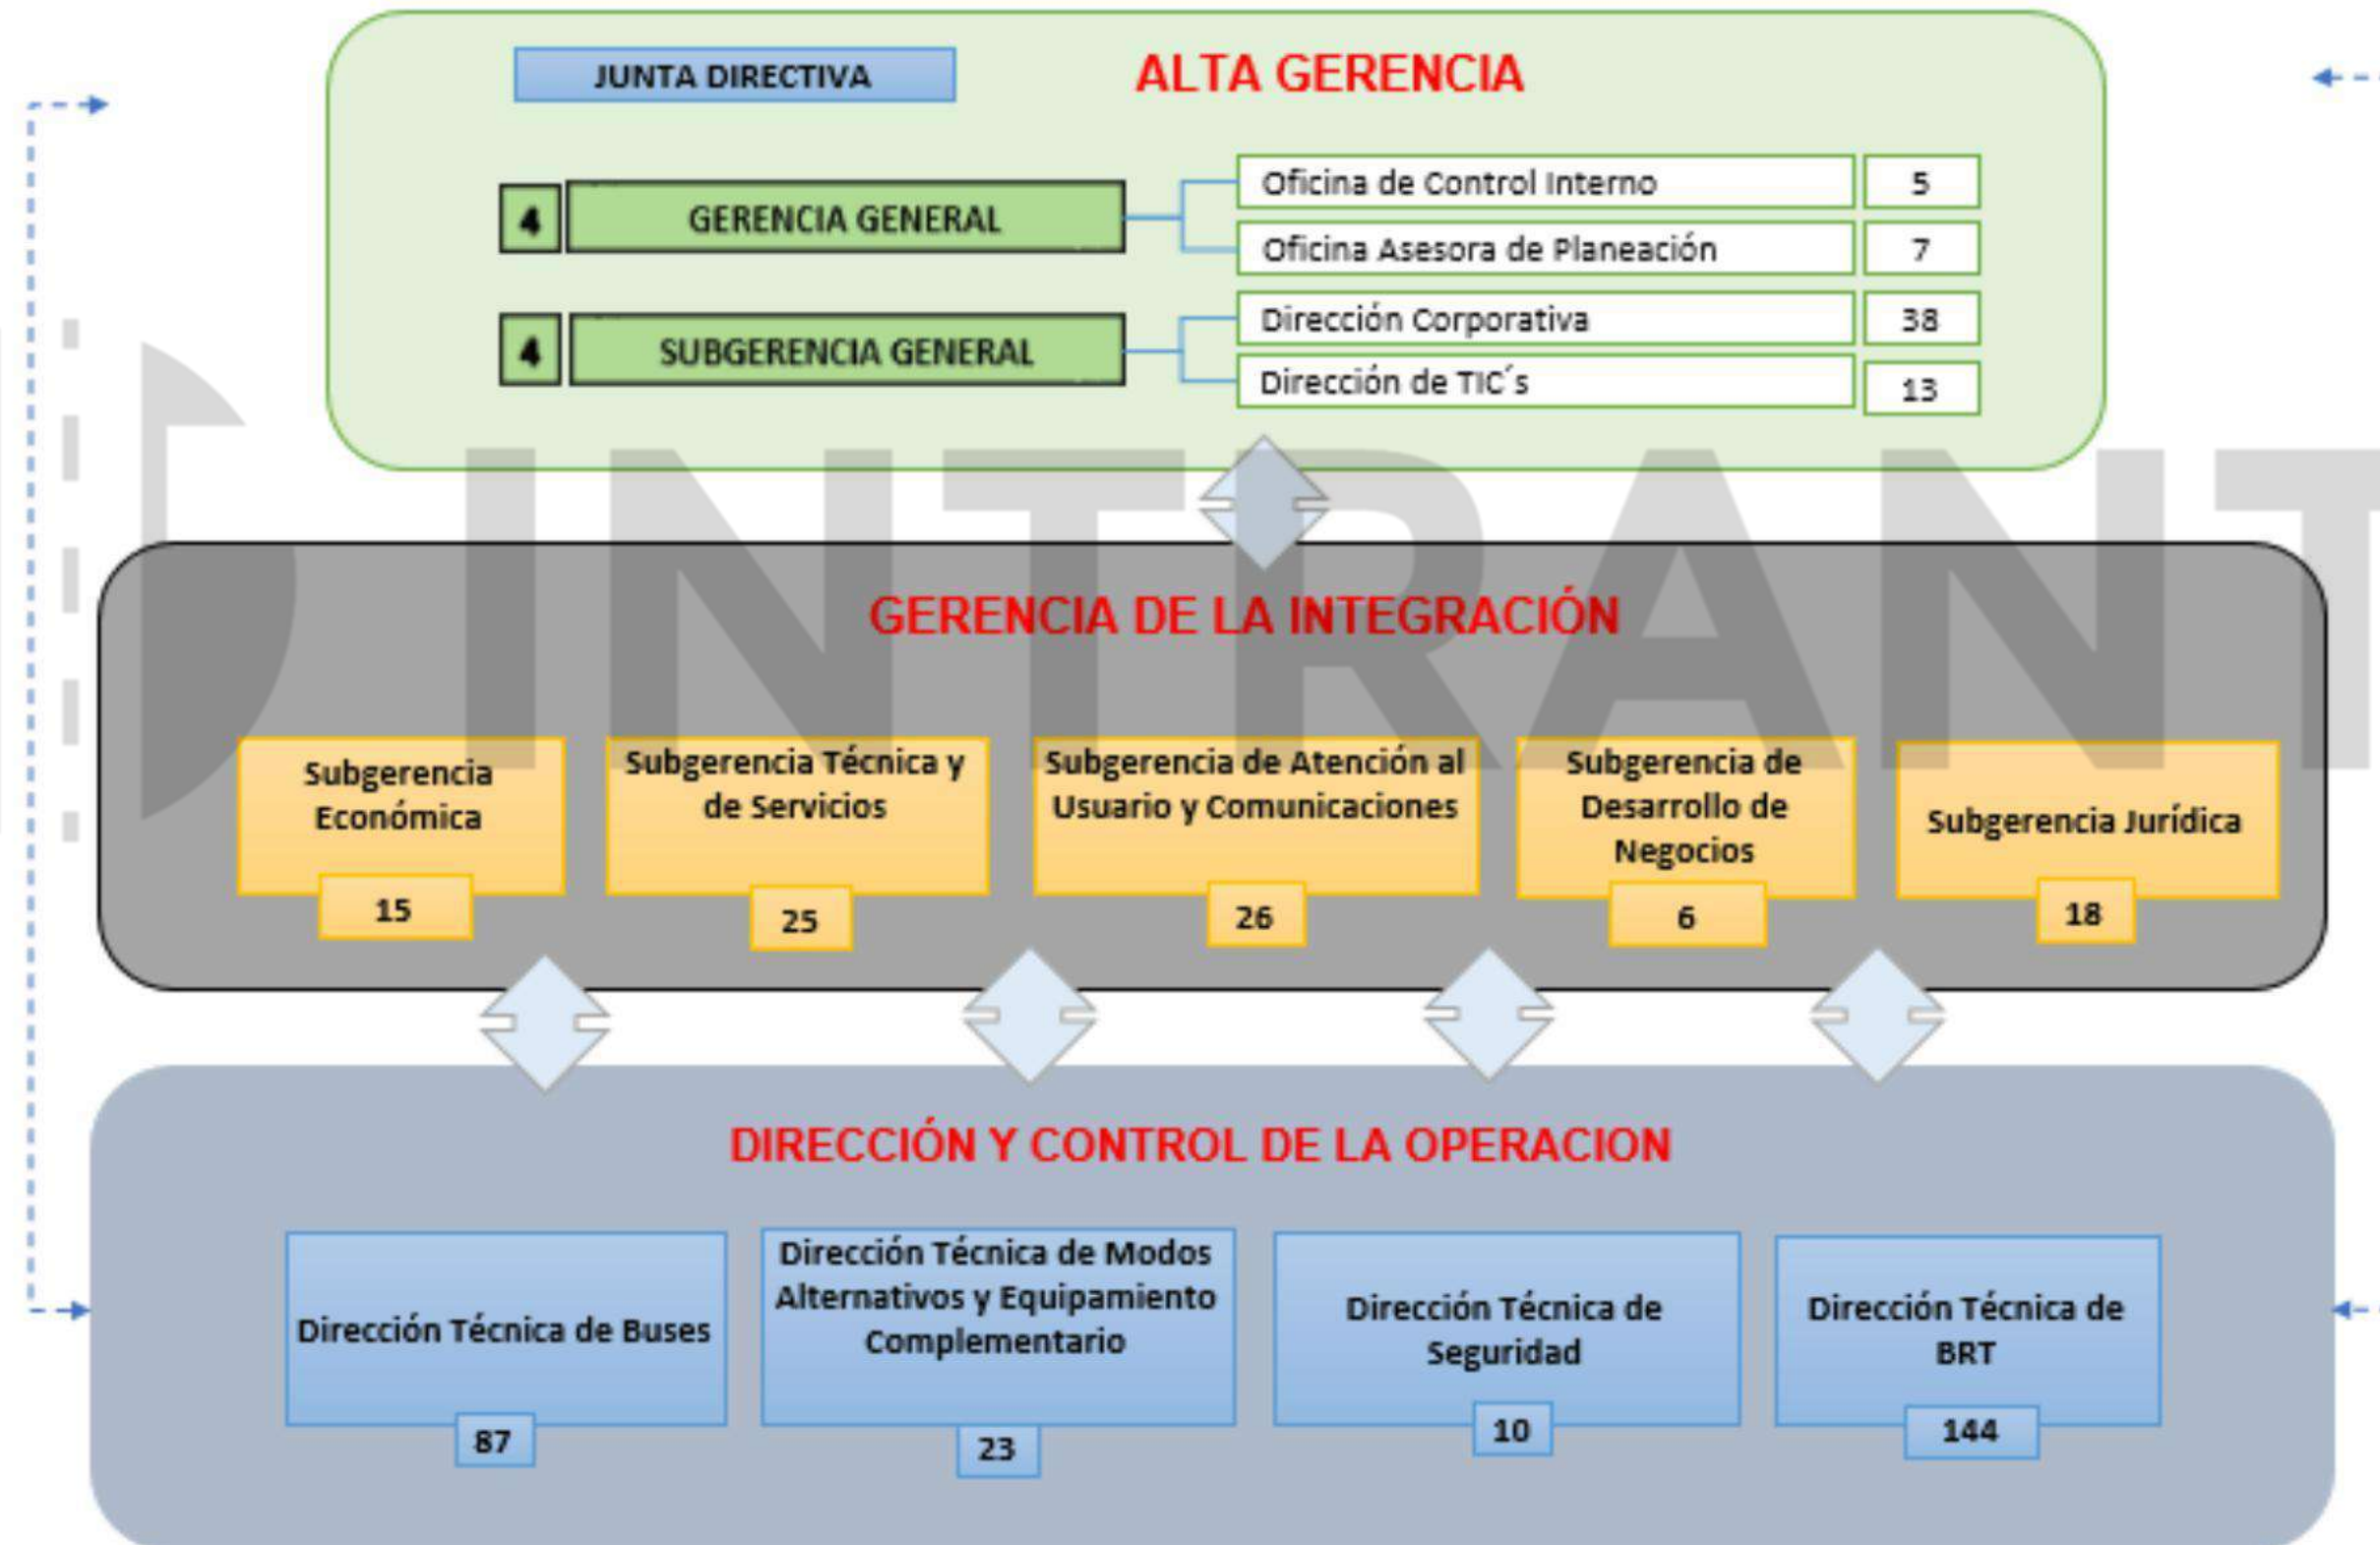 JUNTA DIRECTIVA
ALTA GERENCIA
4
GERENCIA GENERAL
Oficina de Control Interno
5
Oficina Asesora de Planeación
7
4
SUBGERENCIA GENERAL
Dirección Corporativa
38
Dirección de TIC´s
13
INTRANT
GERENCIA DE LA INTEGRACIÓN
Subgerencia
Económica
15
Subgerencia Técnica y
de Servicios
25
Subgerencia de Atención al
Usuario y Comunicaciones
26
Subgerencia de
Desarrollo de
Negocios
6
Subgerencia Jurídica
18
DIRECCIÓN Y CONTROL DE LA OPERACION
Dirección Técnica de Buses
87
Dirección Técnica de Modos
Alternativos y Equipamiento
Complementario
23
Dirección Técnica de
Seguridad
10
Dirección Técnica de
BRT
144